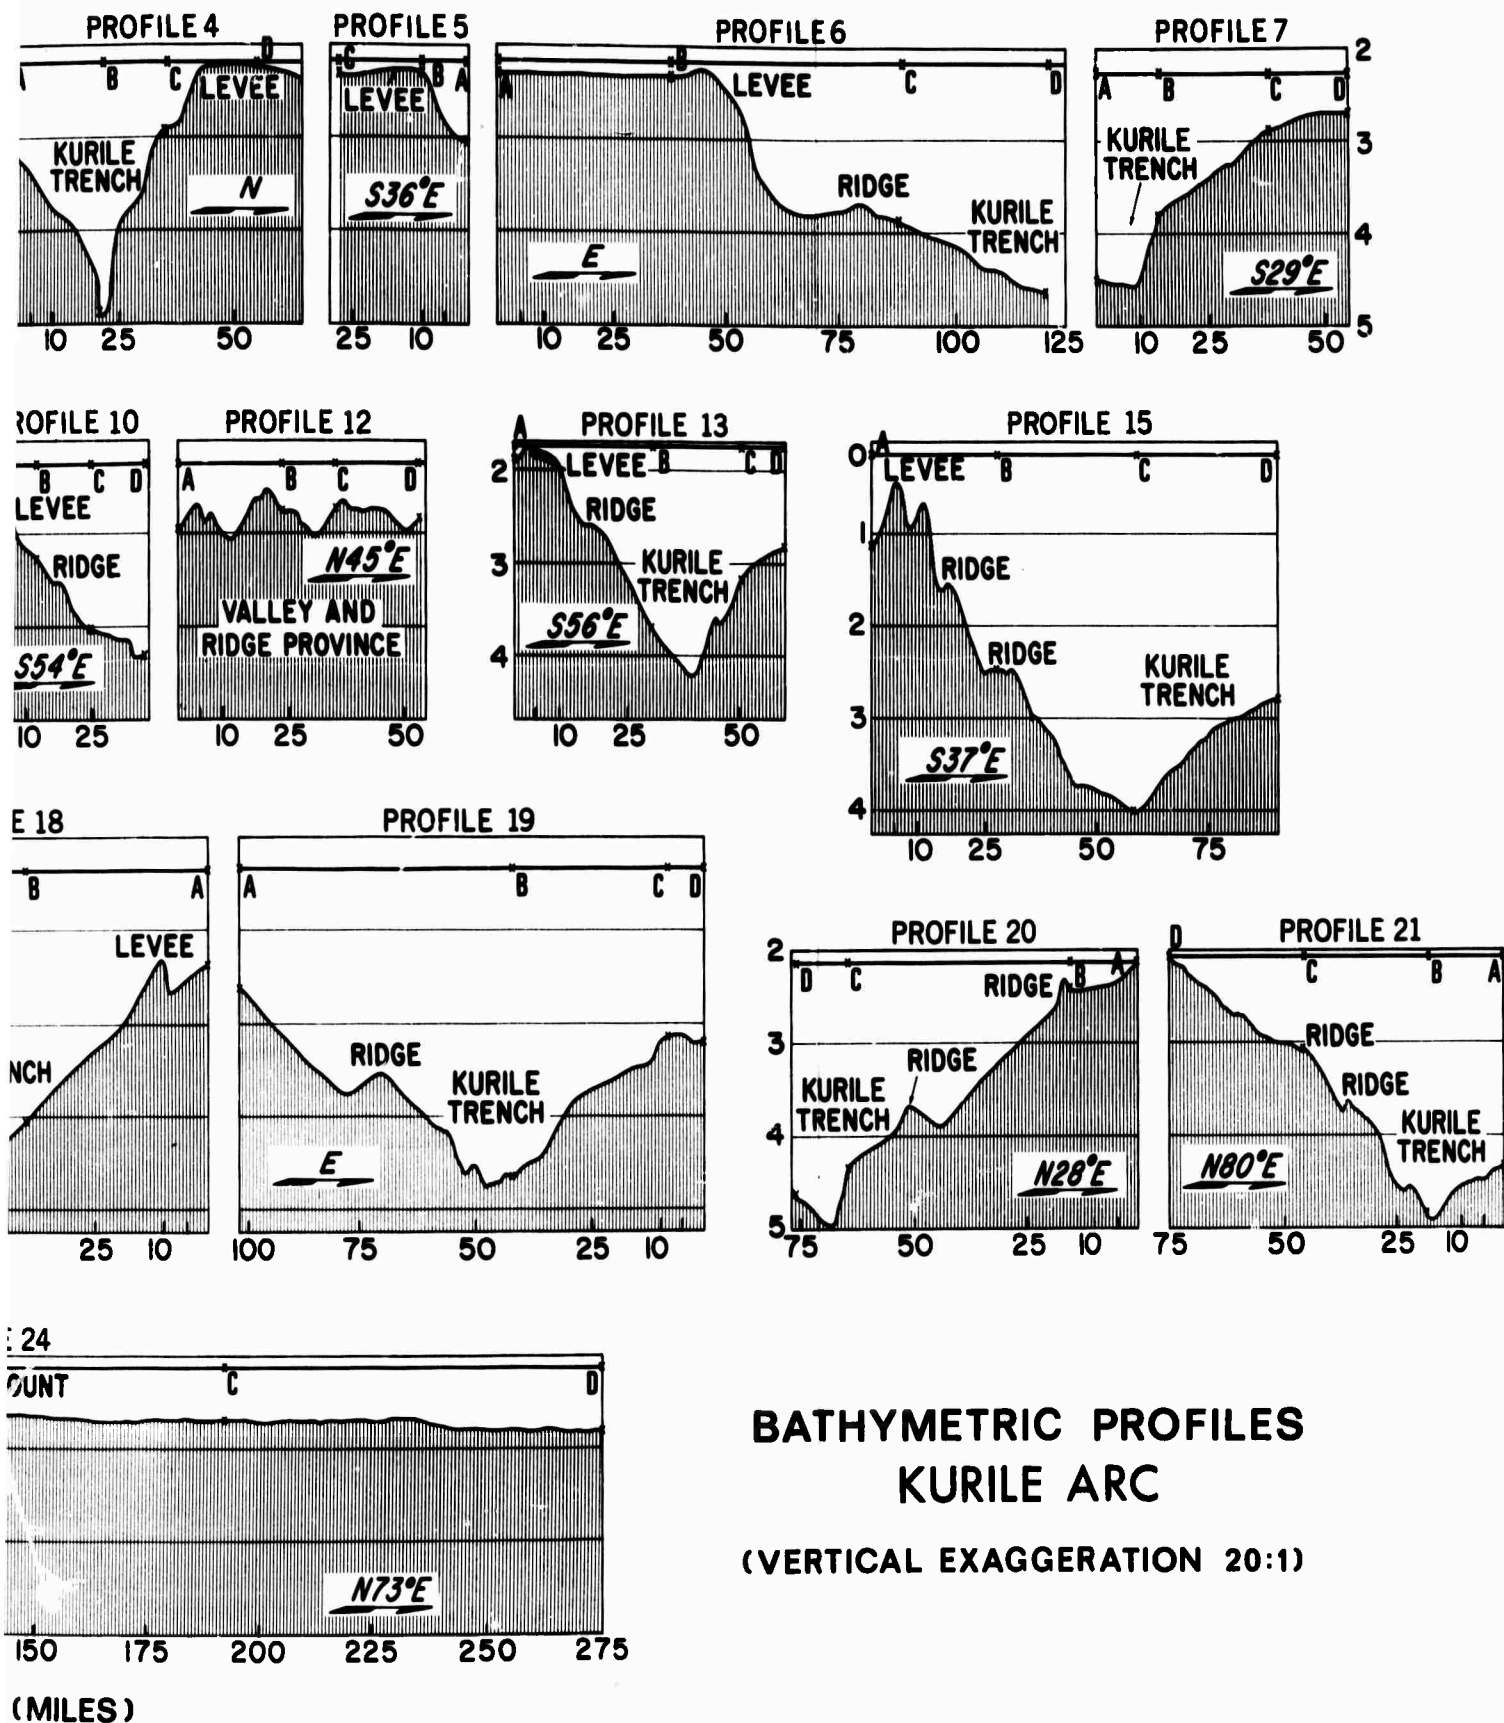 PROFILE 4
D
B
C
LEVEE
KURILE
TRENCH
N
10 25 50
PROFILE 5
C
B A
LEVEE
S36°E
25 10
PROFILE 6
A
B
C
D
LEVEE
RIDGE
KURILE
TRENCH
E
10 25 50 75 100 125
PROFILE 7
A B C D
KURILE
TRENCH
S29°E
2
3
4
5
10 25 50
ROFILE 10
B C D
LEVEE
RIDGE
S54°E
10 25
PROFILE 12
A B C D
N45°E
VALLEY AND
RIDGE PROVINCE
10 25 50
PROFILE 13
A
LEVEE B C D
RIDGE
KURILE
TRENCH
S56°E
2
3
4
10 25 50
PROFILE 15
A
LEVEE B C D
RIDGE
RIDGE
KURILE
TRENCH
S37°E
0
1
2
3
4
10 25 50 75
E 18
B A
LEVEE
NCH
25 10
PROFILE 19
A B C D
RIDGE
KURILE
TRENCH
E
100 75 50 25 10
PROFILE 20
D C B A
RIDGE
RIDGE
KURILE
TRENCH
N28°E
2
3
4
5
75 50 25 10
PROFILE 21
D
C B A
RIDGE
RIDGE
KURILE
TRENCH
N80°E
75 50 25 10
E 24
OUNT
C D
N73°E
150 175 200 225 250 275
(MILES)
BATHYMETRIC PROFILES
KURILE ARC
(VERTICAL EXAGGERATION 20:1)